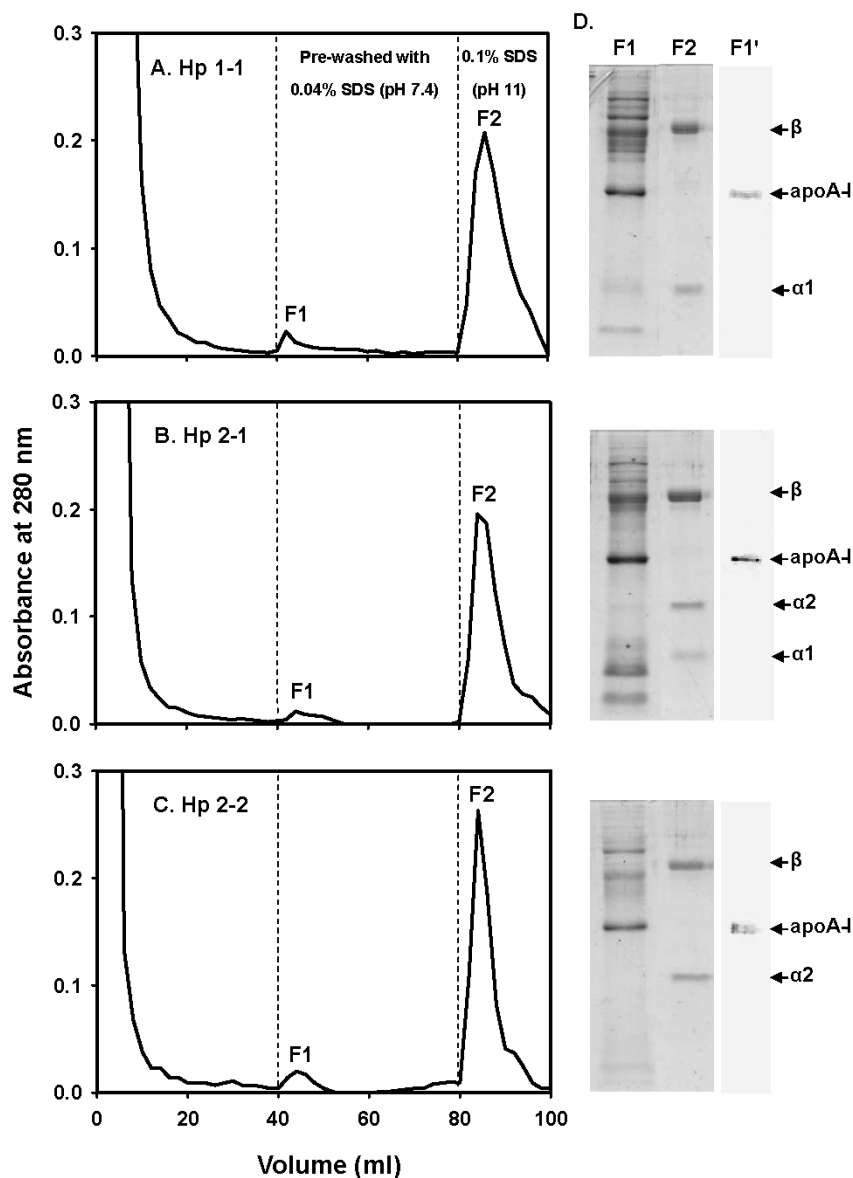 A. Hp 1-1
Pre-washed with
0.04% SDS (pH 7.4)
0.1% SDS
(pH 11)
F1
F2
0.3
0.2
0.1
0.0
B. Hp 2-1
F1
F2
0.3
0.2
0.1
0.0
C. Hp 2-2
F1
F2
0.3
0.2
0.1
0.0
Absorbance at 280 nm
0 20 40 60 80 100
Volume (ml)
D.
F1 F2 F1'
β
apoA-I
α1
β
apoA-I
α2
α1
β
apoA-I
α2